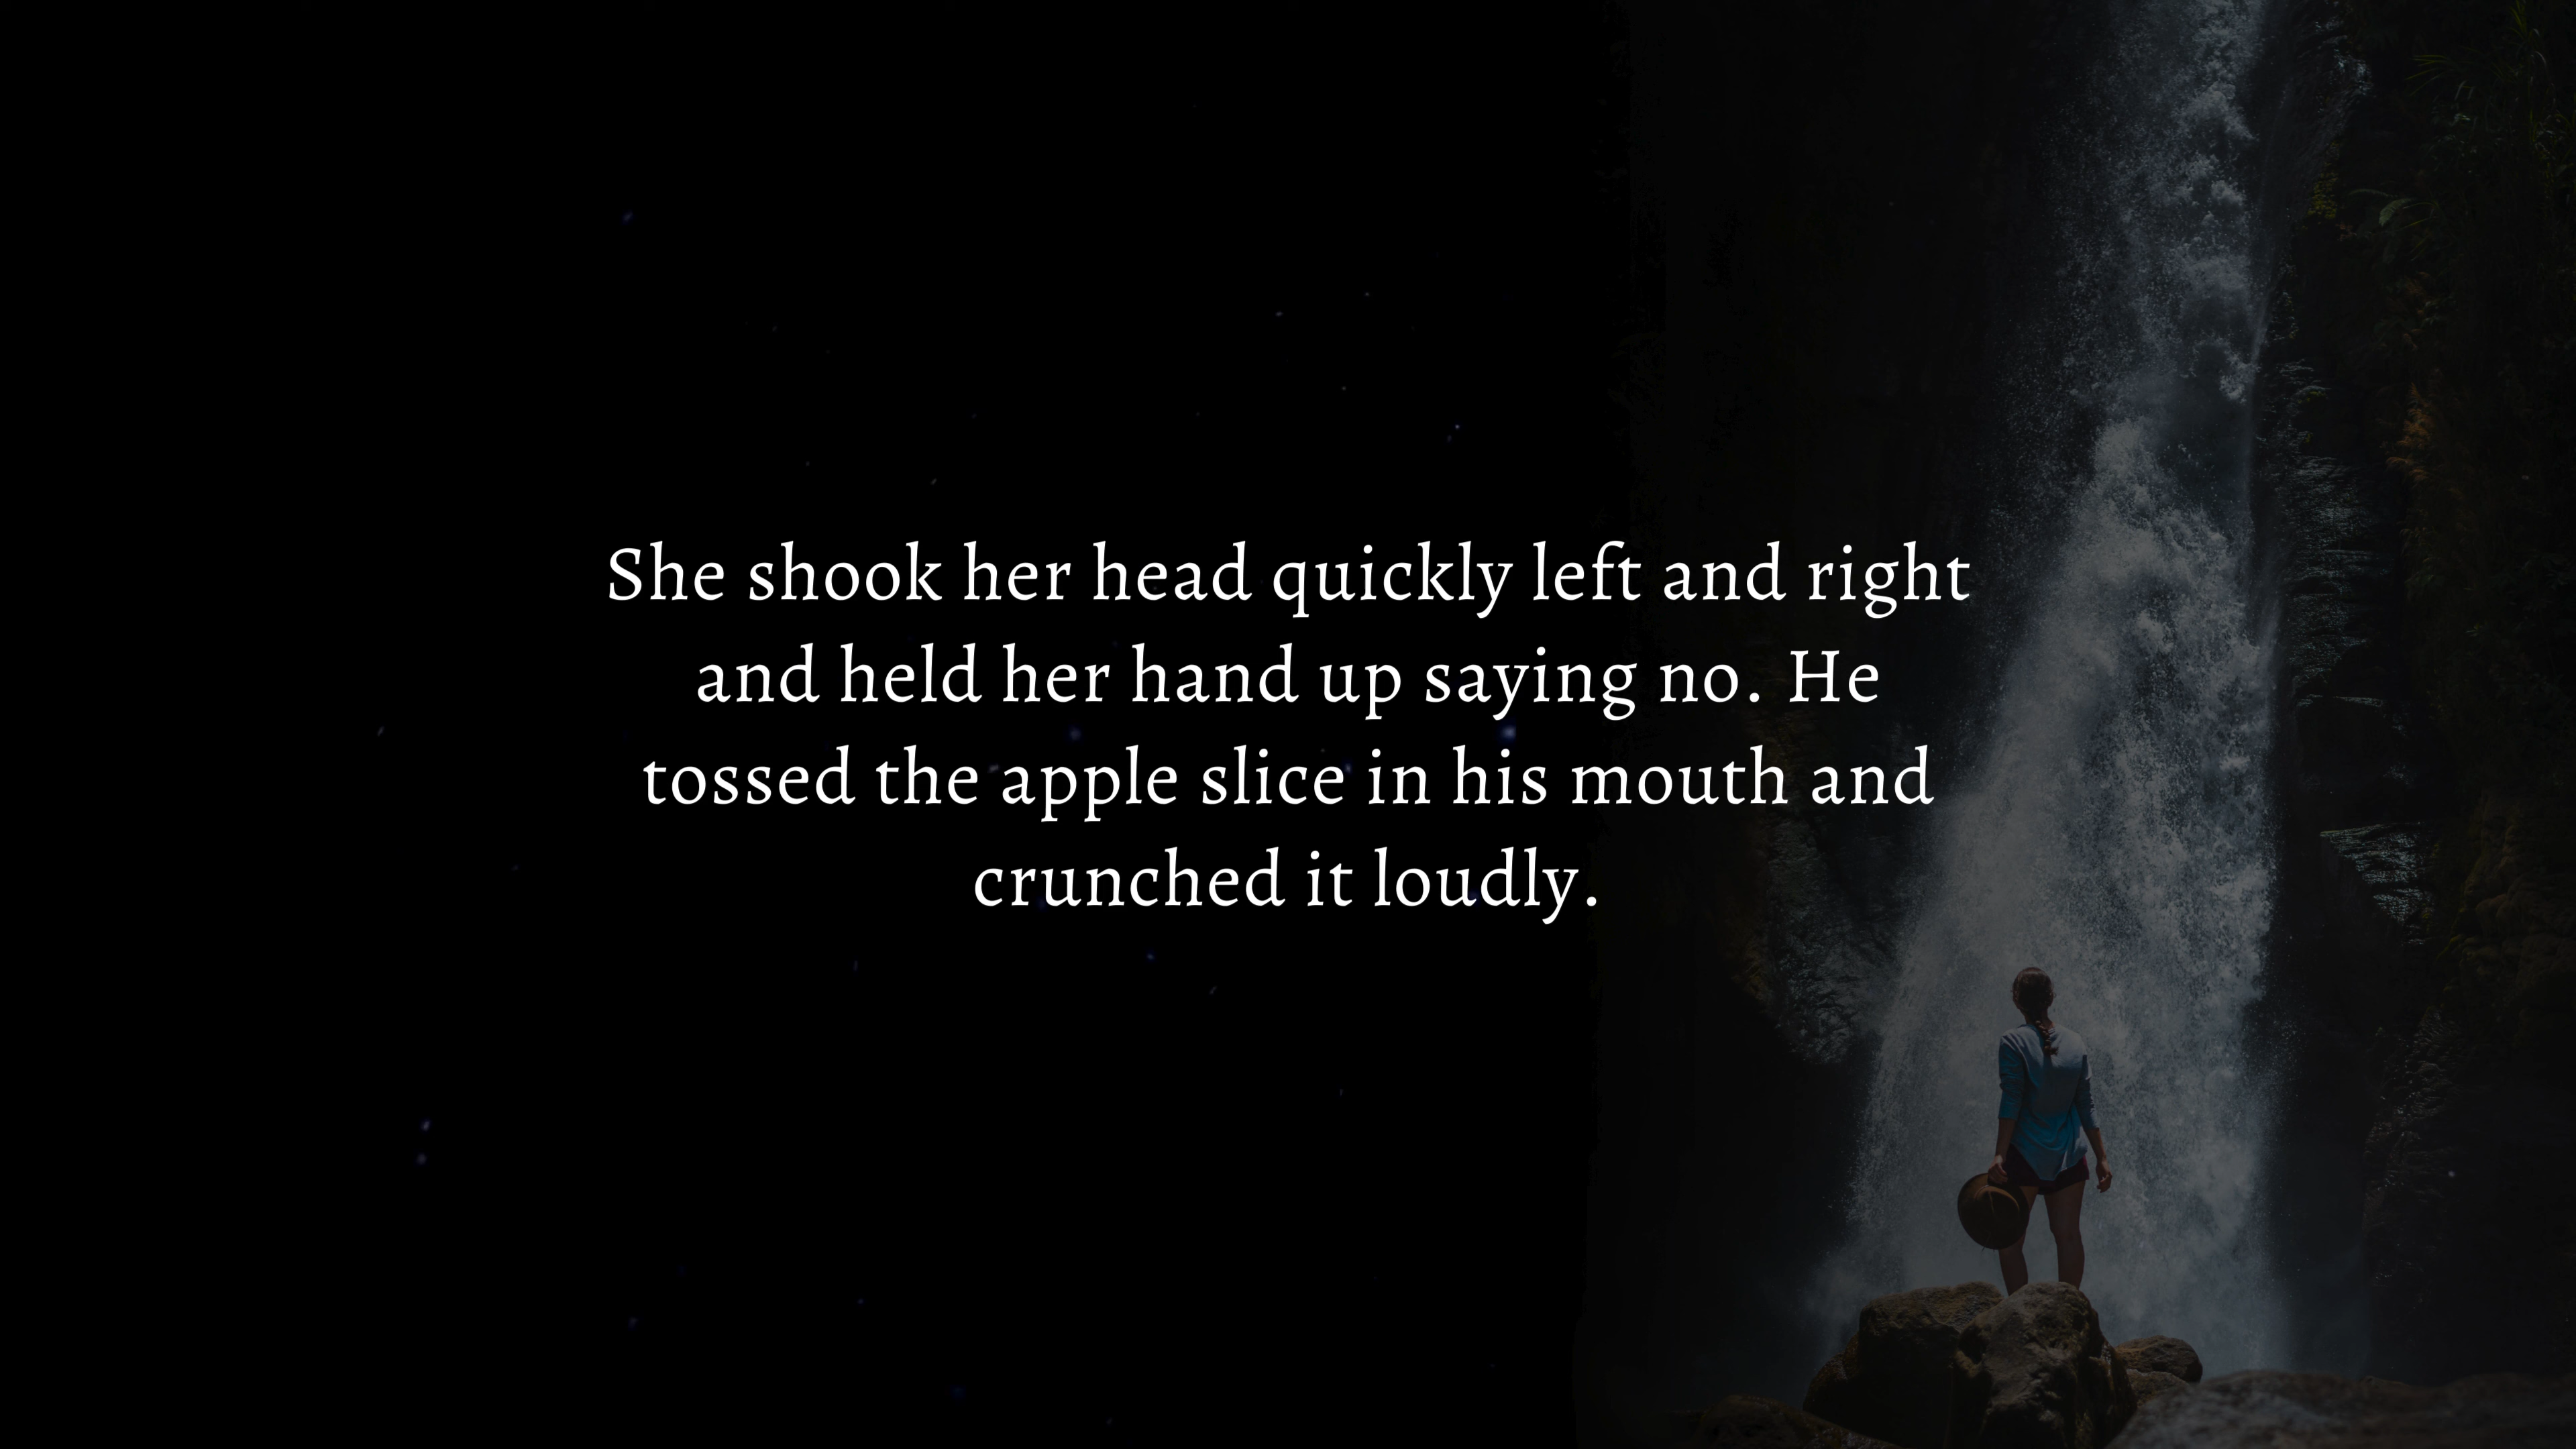 She shook her head quickly left and right
and held her hand up saying no. He
tossed the apple slice in his mouth and
crunched it loudly.